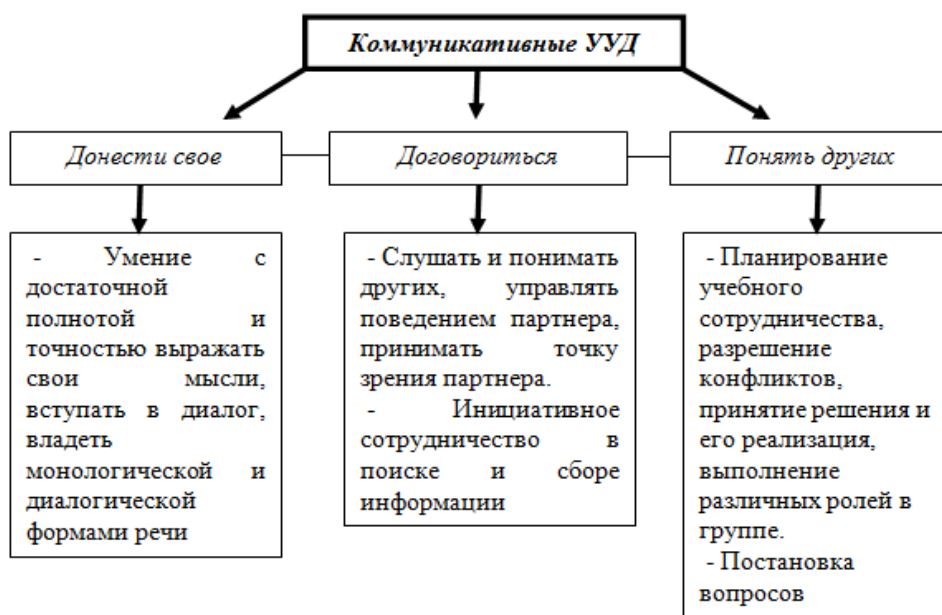 Коммуникативные УУД
Донести свое
Договориться
Понять других
- Умение с
достаточной
полнотой и
точностью выражать
свои мысли,
вступать в диалог,
владеть
монологической и
диалогической
формами речи
- Слушать и понимать
других, управлять
поведением партнера,
принимать точку
зрения партнера.
- Инициативное
сотрудничество в
поиске и сборе
информации
- Планирование
учебного
сотрудничества,
разрешение
конфликтов,
принятие решения и
его реализация,
выполнение
различных ролей в
группе.
- Постановка
вопросов